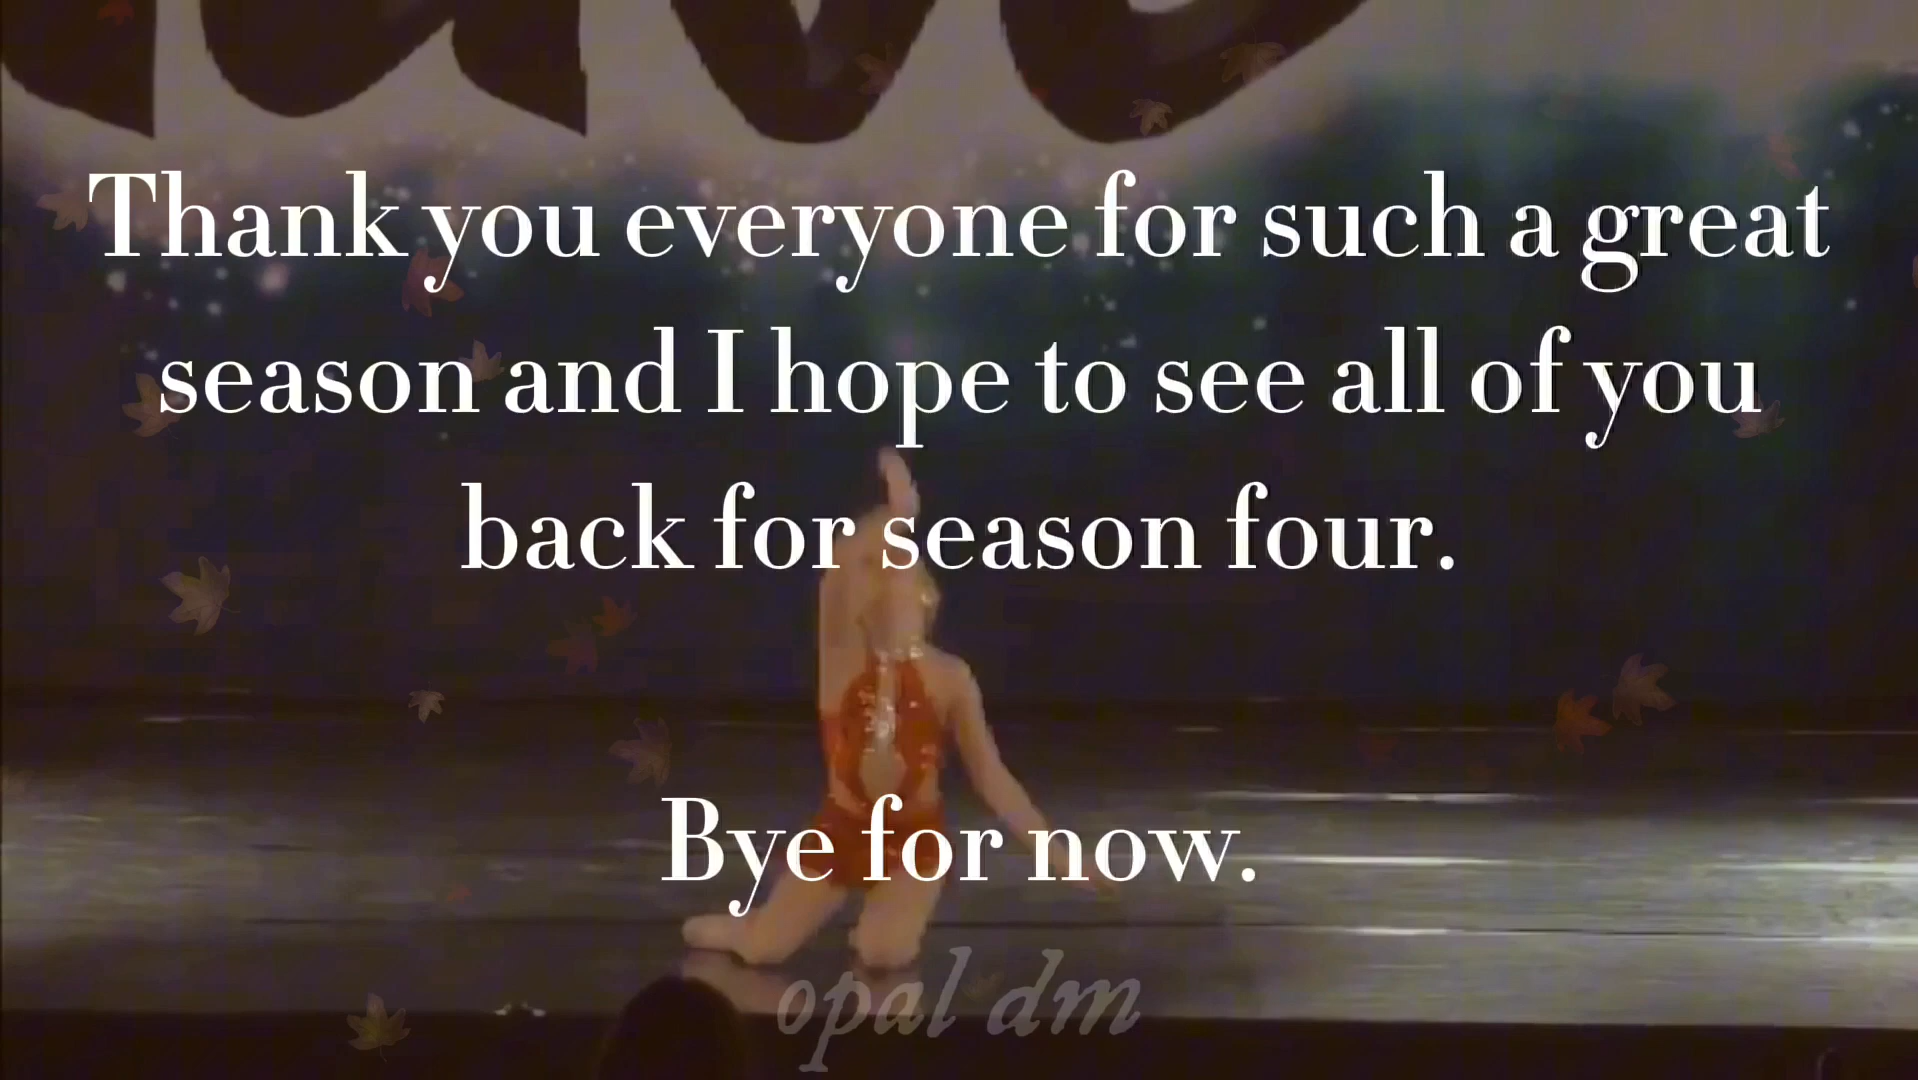 Thank you everyone for such a great
season and I hope to see all of you
back for season four.
Bye for now.
opal dm